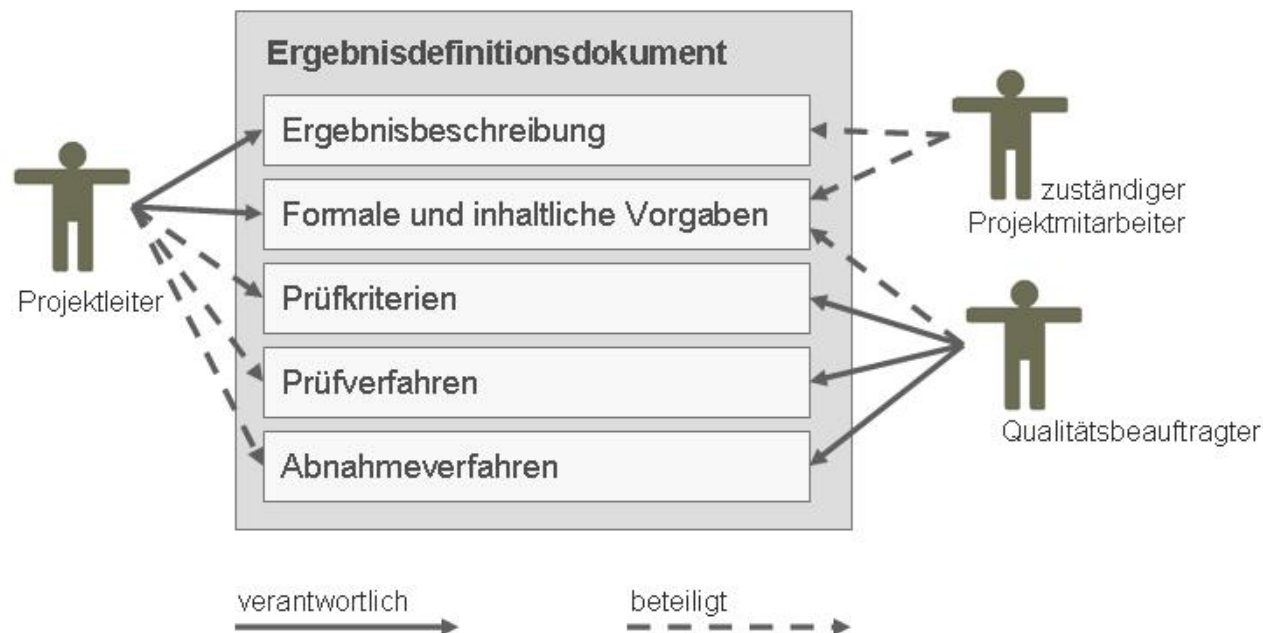 Ergebnisdefinitionsdokument
Ergebnisbeschreibung
Formale und inhaltliche Vorgaben
Prüfkriterien
Prüfverfahren
Abnahmeverfahren
Projektleiter
zuständiger
Projektmitarbeiter
Qualitätsbeauftragter
verantwortlich
beteiligt